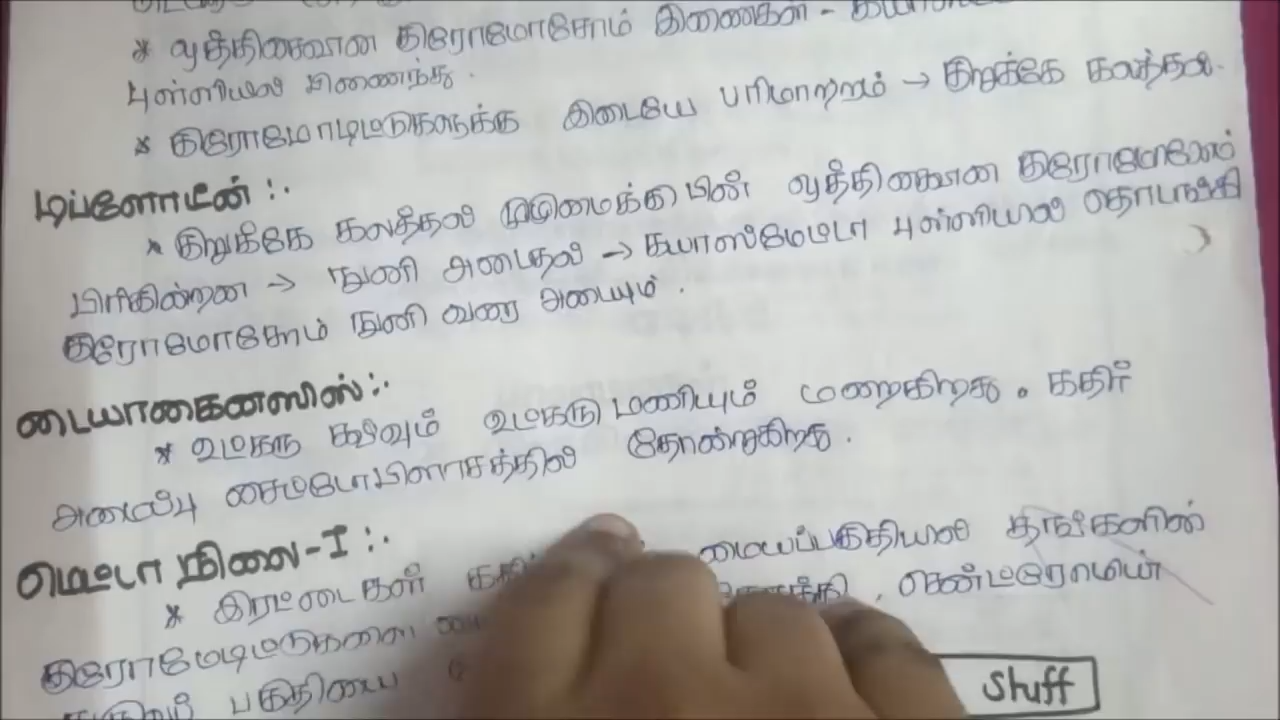 * ஒத்திசைவான குரோமோசோம் இணைகள் -
புள்ளியில் பிணைந்து.
* குரோமோடிட்டுகளுக்கு இடையே பரிமாற்றம் → குறுக்கே கலத்தல்.
டிப்ளோடீன் :.
* குறுக்கே கலத்தல் முழுமைக்கு பின் ஒத்திசைவான குரோமோசோம்
பிரிகின்றன → நுனி அடைதல் → கயாஸ்மேட்டா புள்ளியில் தொடங்கி
குரோமோசோம் நுனி வரை அடையும்.
டையாகைனஸிஸ் :.
* உட்கரு உறையும் உட்கரு மணியும் மறைகிறது. கதிர்
அமைப்பு சைட்டோபிளாசத்தில் தோன்றுகிறது.
மெட்டா நிலை-I :.
* இரட்டைகள் மையப்பகுதியில் தங்களின்
குரோமேடிட்டுகளை சென்ட்ரோமியர்
பகுதியை
Stuff